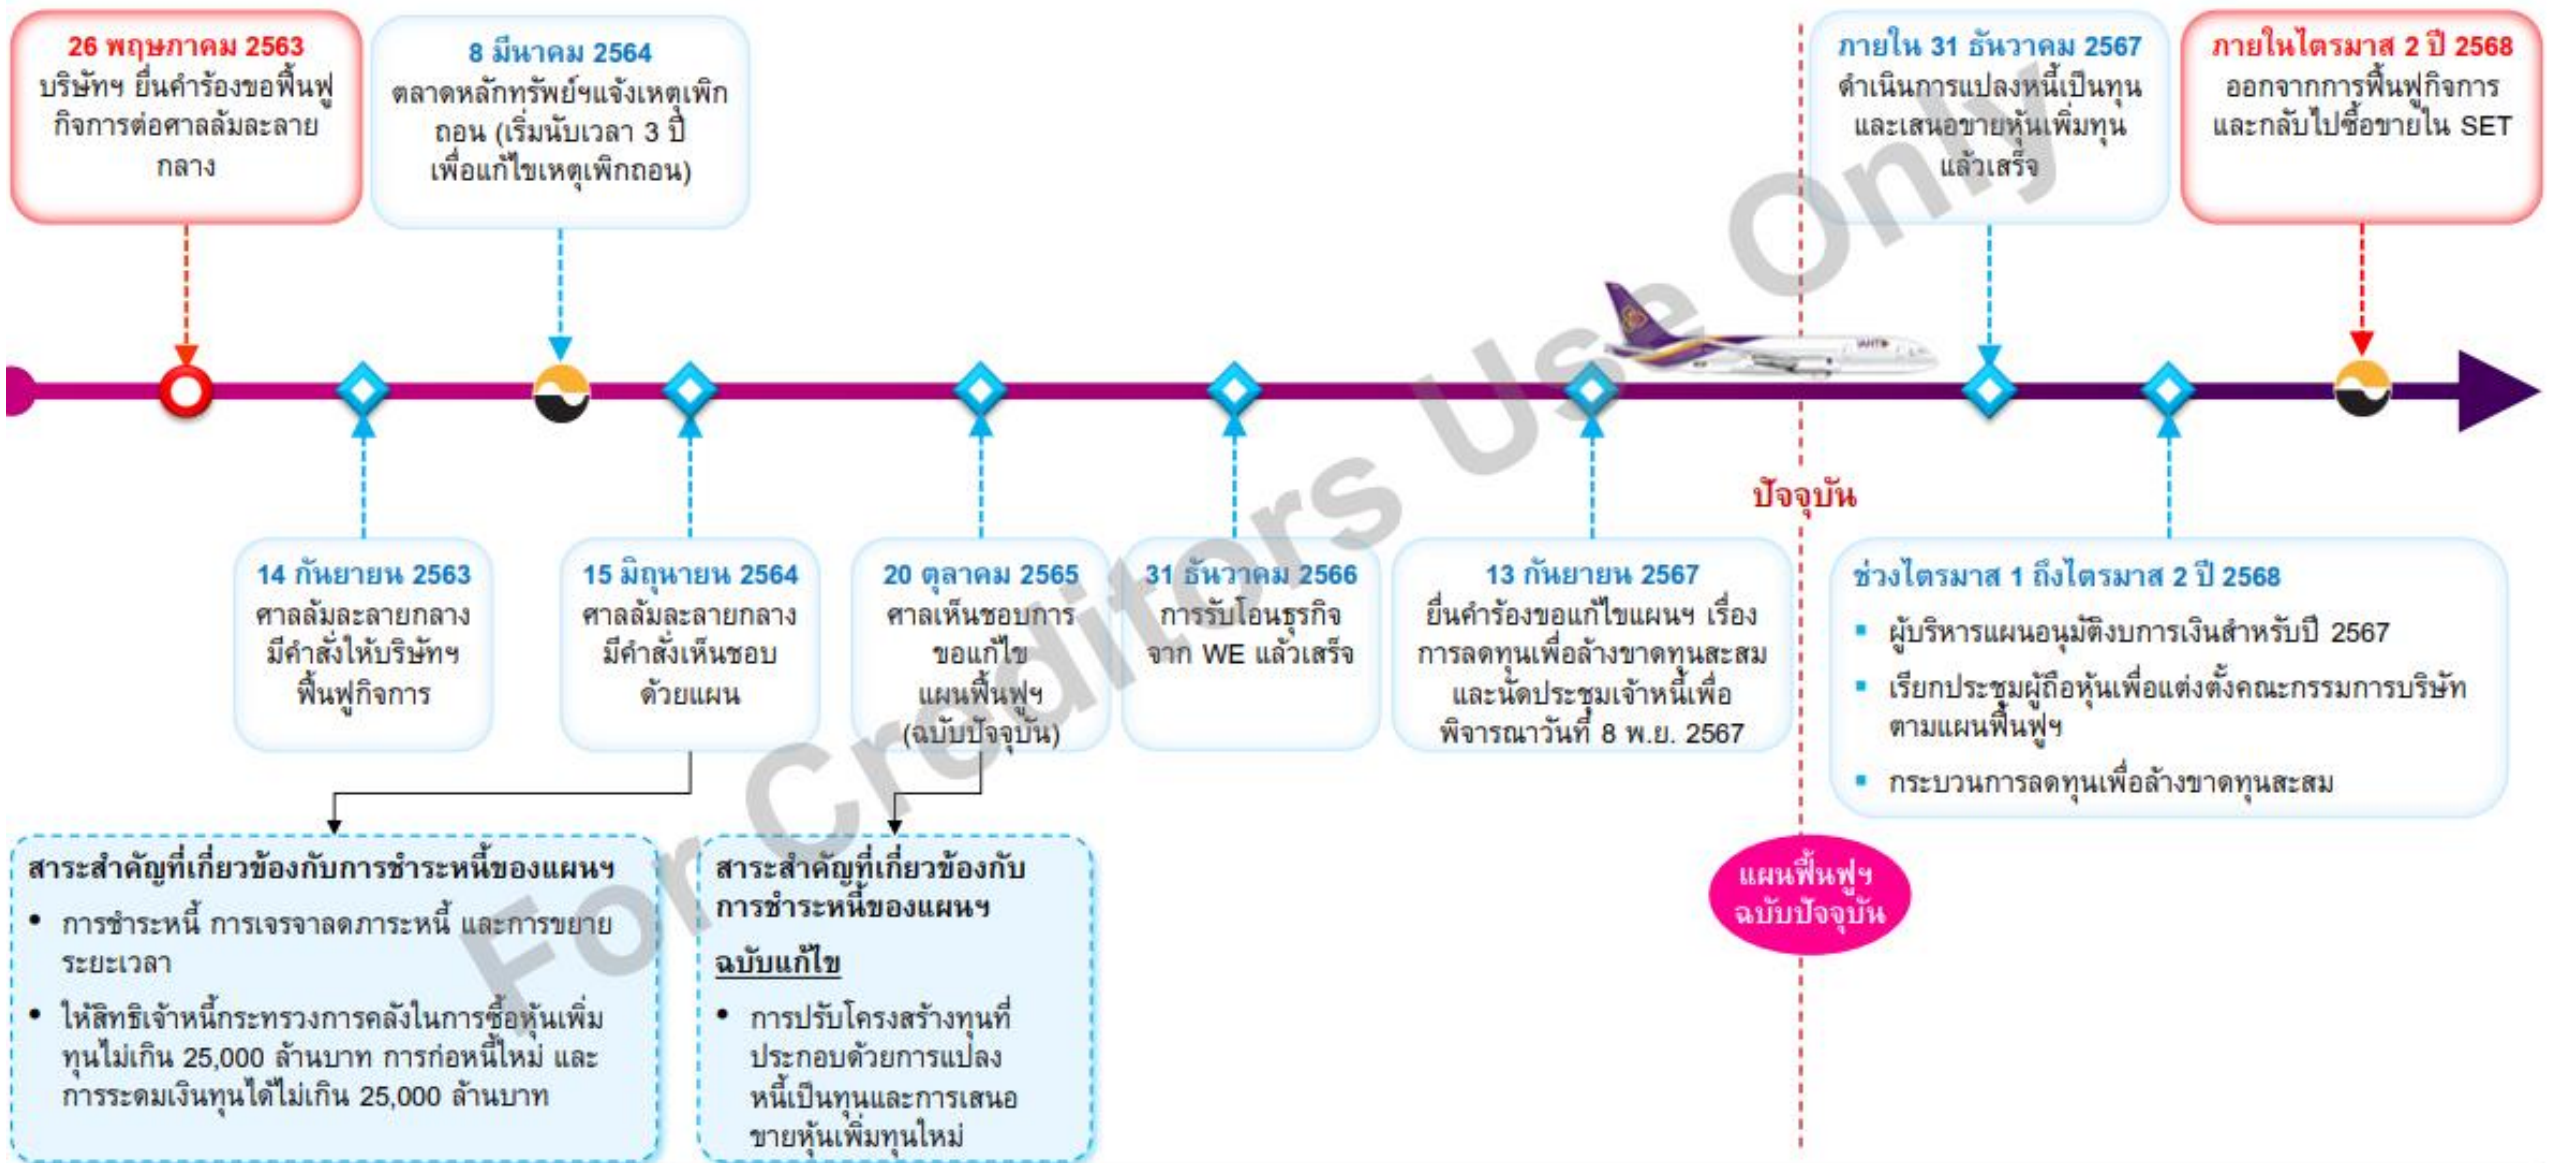 26 พฤษภาคม 2563
บริษัทฯ ยื่นคำร้องขอฟื้นฟู
กิจการต่อศาลล้มละลาย
กลาง
8 มีนาคม 2564
ตลาดหลักทรัพย์ฯแจ้งเหตุเพิก
ถอน (เริ่มนับเวลา 3 ปี
เพื่อแก้ไขเหตุเพิกถอน)
ภายใน 31 ธันวาคม 2567
ดำเนินการแปลงหนี้เป็นทุน
และเสนอขายหุ้นเพิ่มทุน
แล้วเสร็จ
ภายในไตรมาส 2 ปี 2568
ออกจากการฟื้นฟูกิจการ
และกลับไปซื้อขายใน SET
ปัจจุบัน
14 กันยายน 2563
ศาลล้มละลายกลาง
มีคำสั่งให้บริษัทฯ
ฟื้นฟูกิจการ
15 มิถุนายน 2564
ศาลล้มละลายกลาง
มีคำสั่งเห็นชอบ
ด้วยแผน
20 ตุลาคม 2565
ศาลเห็นชอบการ
ขอแก้ไข
แผนฟื้นฟูฯ
(ฉบับปัจจุบัน)
31 ธันวาคม 2566
การรับโอนธุรกิจ
จาก WE แล้วเสร็จ
13 กันยายน 2567
ยื่นคำร้องขอแก้ไขแผนฯ เรื่อง
การลดทุนเพื่อล้างขาดทุนสะสม
และนัดประชุมเจ้าหนี้เพื่อ
พิจารณาวันที่ 8 พ.ย. 2567
ช่วงไตรมาส 1 ถึงไตรมาส 2 ปี 2568
▪ ผู้บริหารแผนอนุมัติงบการเงินสำหรับปี 2567
▪ เรียกประชุมผู้ถือหุ้นเพื่อแต่งตั้งคณะกรรมการบริษัท
ตามแผนฟื้นฟูฯ
▪ กระบวนการลดทุนเพื่อล้างขาดทุนสะสม
สาระสำคัญที่เกี่ยวข้องกับการชำระหนี้ของแผนฯ
• การชำระหนี้ การเจรจาลดภาระหนี้ และการขยาย
ระยะเวลา
• ให้สิทธิเจ้าหนี้กระทรวงการคลังในการซื้อหุ้นเพิ่ม
ทุนไม่เกิน 25,000 ล้านบาท การก่อหนี้ใหม่ และ
การระดมเงินทุนได้ไม่เกิน 25,000 ล้านบาท
สาระสำคัญที่เกี่ยวข้องกับ
การชำระหนี้ของแผนฯ
ฉบับแก้ไข
• การปรับโครงสร้างทุนที่
ประกอบด้วยการแปลง
หนี้เป็นทุนและการเสนอ
ขายหุ้นเพิ่มทุนใหม่
แผนฟื้นฟูฯ
ฉบับปัจจุบัน
For Creditors Use Only